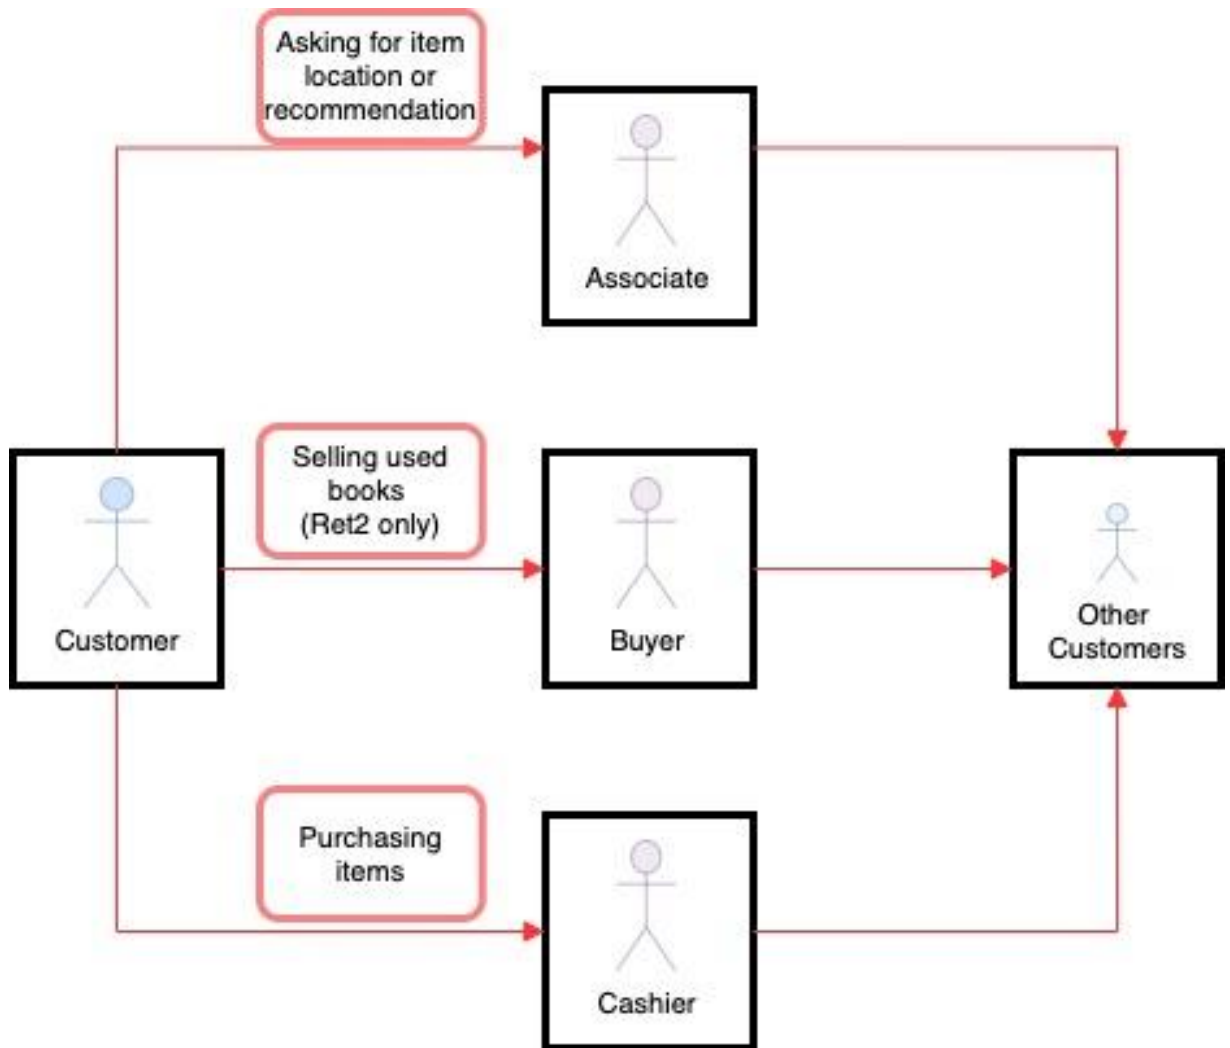 Asking for item
location or
recommendation
Associate
Selling used
books
(Ret2 only)
Customer
Buyer
Other
Customers
Purchasing
items
Cashier